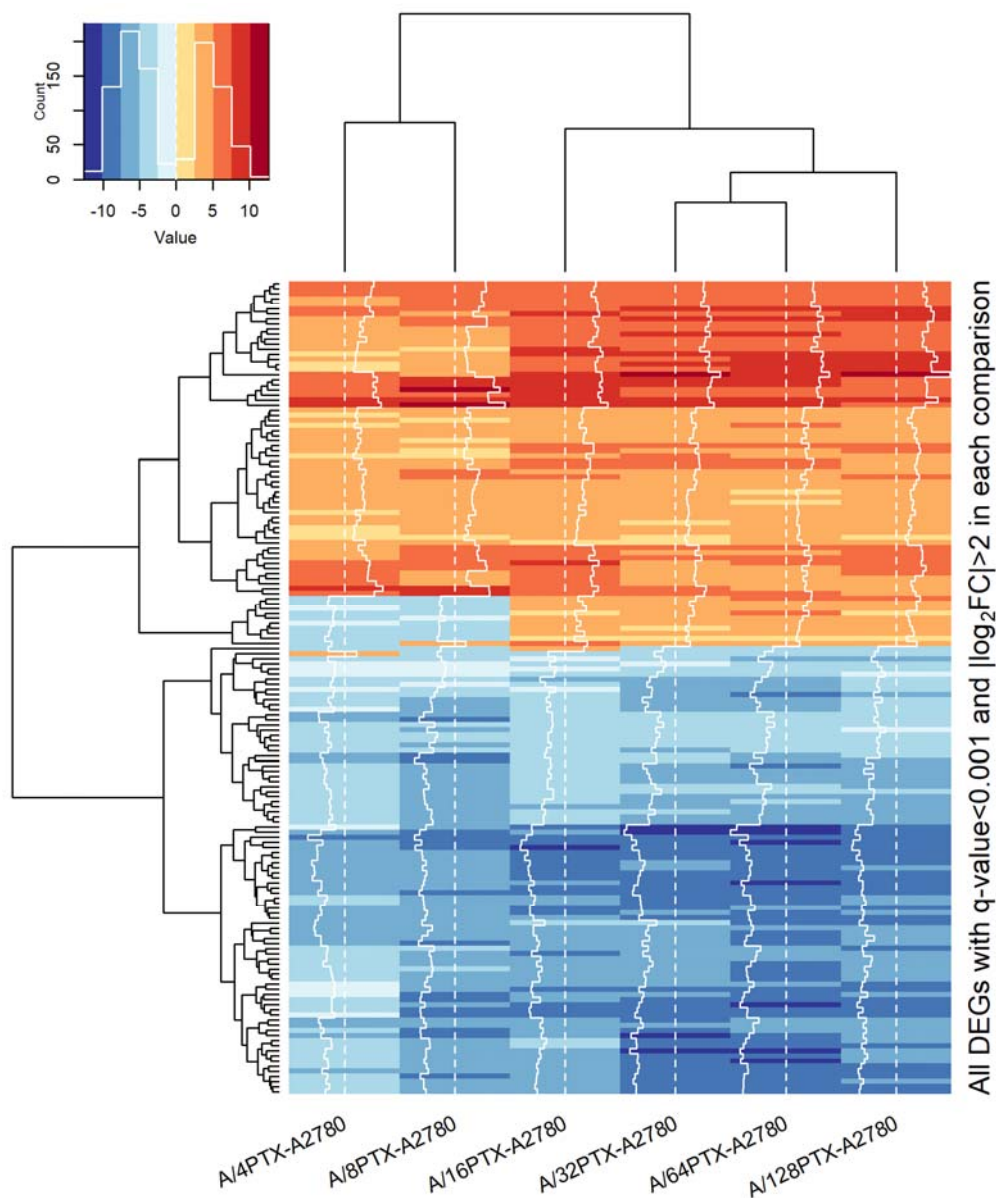 Count
150
50
0
-10 -5 0 5 10
Value
All DEGs with q-value<0.001 and |log₂FC|>2 in each comparison
A/4PTX-A2780
A/8PTX-A2780
A/16PTX-A2780
A/32PTX-A2780
A/64PTX-A2780
A/128PTX-A2780